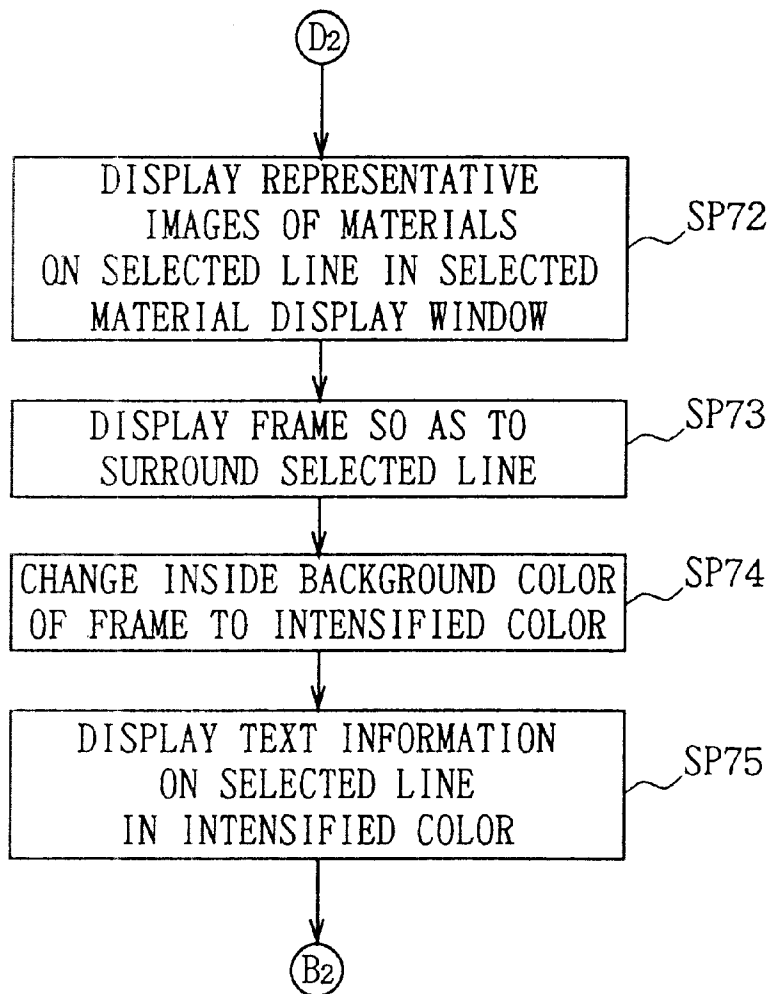 D2
DISPLAY REPRESENTATIVE
IMAGES OF MATERIALS
ON SELECTED LINE IN SELECTED
MATERIAL DISPLAY WINDOW
SP72
DISPLAY FRAME SO AS TO
SURROUND SELECTED LINE
SP73
CHANGE INSIDE BACKGROUND COLOR
OF FRAME TO INTENSIFIED COLOR
SP74
DISPLAY TEXT INFORMATION
ON SELECTED LINE
IN INTENSIFIED COLOR
SP75
B2